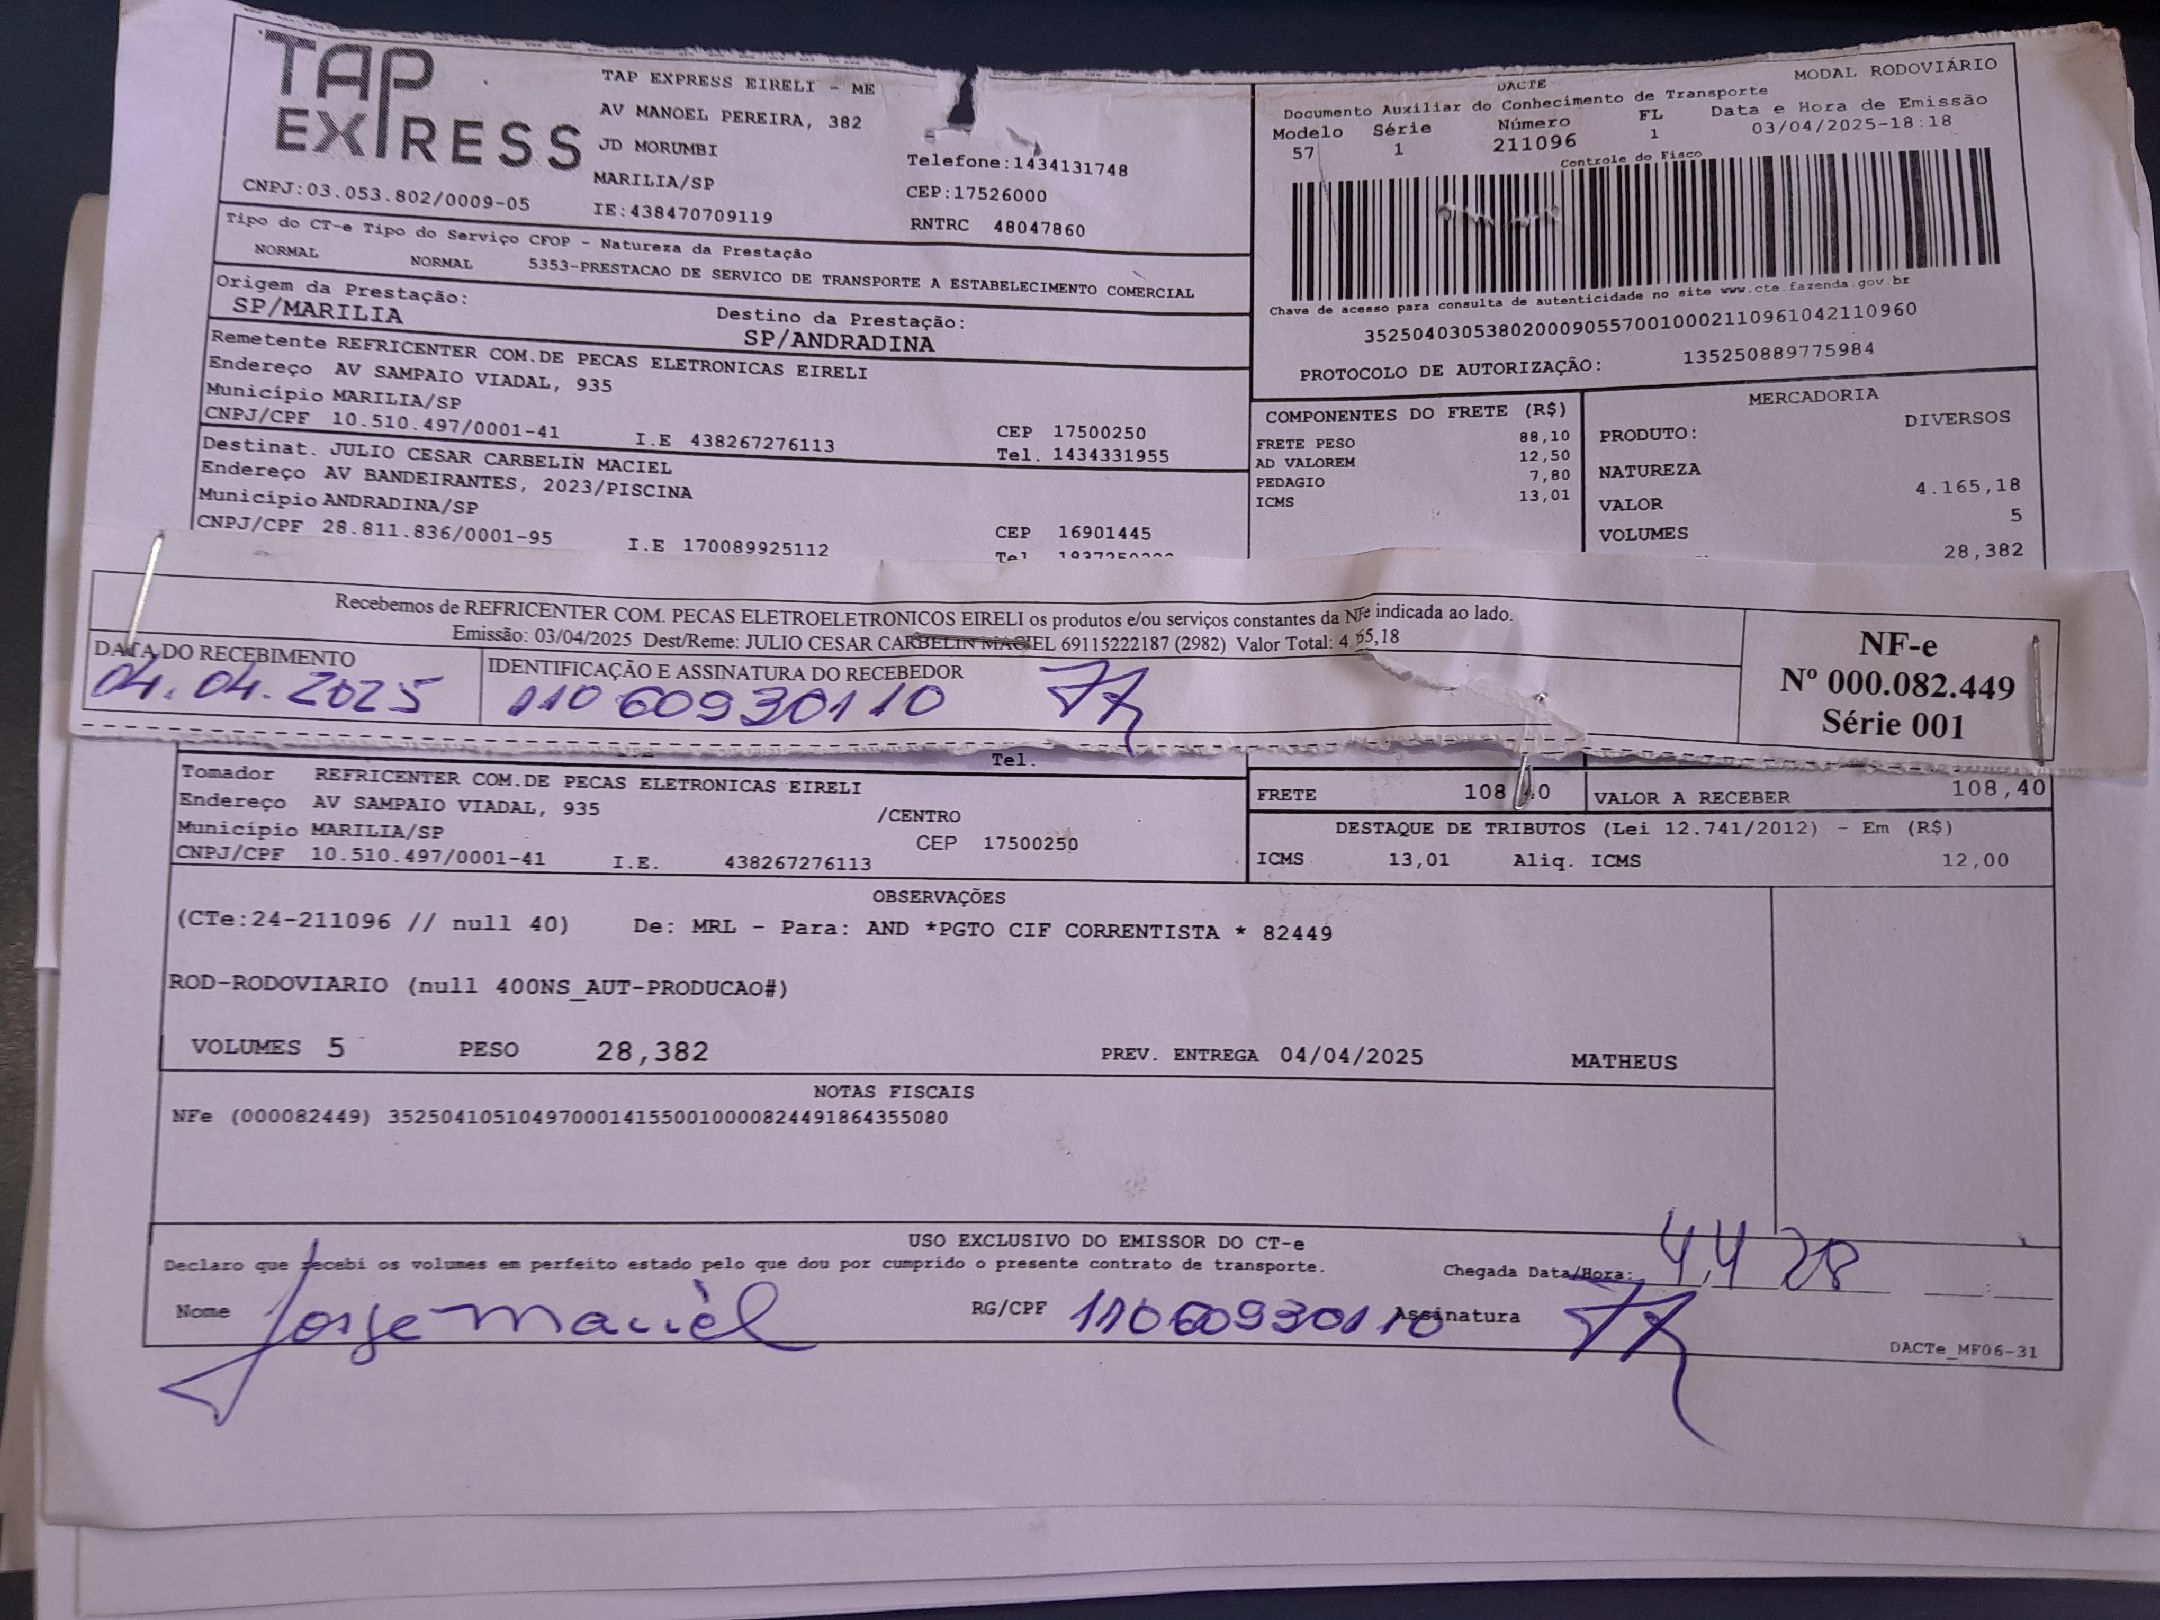 TAP EXPRESS
TAP EXPRESS EIRELI - ME
AV MANOEL PEREIRA, 382
JD MORUMBI
MARILIA/SP
Telefone:1434131748
CEP:17526000
CNPJ:03.053.802/0009-05
IE:438470709119
RNTRC 48047860
DACTE
MODAL RODOVIÁRIO
Documento Auxiliar do Conhecimento de Transporte
Modelo Série Número FL Data e Hora de Emissão
57 1 211096 1 03/04/2025-18:18
Controle do Fisco
Chave de acesso para consulta de autenticidade no site www.cte.fazenda.gov.br
35250403053802000905570010002110961042110960
PROTOCOLO DE AUTORIZAÇÃO: 135250889775984
Tipo do CT-e Tipo do Serviço CFOP - Natureza da Prestação
NORMAL NORMAL 5353-PRESTACAO DE SERVICO DE TRANSPORTE A ESTABELECIMENTO COMERCIAL
Origem da Prestação:
SP/MARILIA
Destino da Prestação:
SP/ANDRADINA
Remetente REFRICENTER COM.DE PECAS ELETRONICAS EIRELI
Endereço AV SAMPAIO VIADAL, 935
Município MARILIA/SP
CNPJ/CPF 10.510.497/0001-41 I.E 438267276113
CEP 17500250
Tel. 1434331955
Destinat. JULIO CESAR CARBELIN MACIEL
Endereço AV BANDEIRANTES, 2023/PISCINA
Município ANDRADINA/SP
CNPJ/CPF 28.811.836/0001-95 I.E 170089925112
CEP 16901445
Tel
COMPONENTES DO FRETE (R$)
FRETE PESO 88,10
AD VALOREM 12,50
PEDAGIO 7,80
ICMS 13,01
MERCADORIA
PRODUTO: DIVERSOS
NATUREZA
VALOR 4.165,18
VOLUMES 5
28,382
Recebemos de REFRICENTER COM. PECAS ELETROELETRONICOS EIRELI os produtos e/ou serviços constantes da NFe indicada ao lado.
Emissão: 03/04/2025 Dest/Reme: JULIO CESAR CARBELIN MACIEL 69115222187 (2982) Valor Total: 4 65,18
DATA DO RECEBIMENTO
04.04.2025
IDENTIFICAÇÃO E ASSINATURA DO RECEBEDOR
11060930110
NF-e
Nº 000.082.449
Série 001
Tel.
Tomador REFRICENTER COM.DE PECAS ELETRONICAS EIRELI
Endereço AV SAMPAIO VIADAL, 935 /CENTRO
Município MARILIA/SP CEP 17500250
CNPJ/CPF 10.510.497/0001-41 I.E. 438267276113
FRETE 108 40
VALOR A RECEBER 108,40
DESTAQUE DE TRIBUTOS (Lei 12.741/2012) - Em (R$)
ICMS 13,01 Aliq. ICMS 12,00
OBSERVAÇÕES
(CTe:24-211096 // null 40) De: MRL - Para: AND *PGTO CIF CORRENTISTA * 82449
ROD-RODOVIARIO (null 400NS_AUT-PRODUCAO#)
VOLUMES 5 PESO 28,382 PREV. ENTREGA 04/04/2025 MATHEUS
NOTAS FISCAIS
NFe (000082449) 35250410510497000141550010000824491864355080
USO EXCLUSIVO DO EMISSOR DO CT-e
Declaro que recebi os volumes em perfeito estado pelo que dou por cumprido o presente contrato de transporte.
Chegada Data/Hora: 4,4
Nome Jorge Maciel RG/CPF 11060930110 Assinatura
DACTe_MF06-31